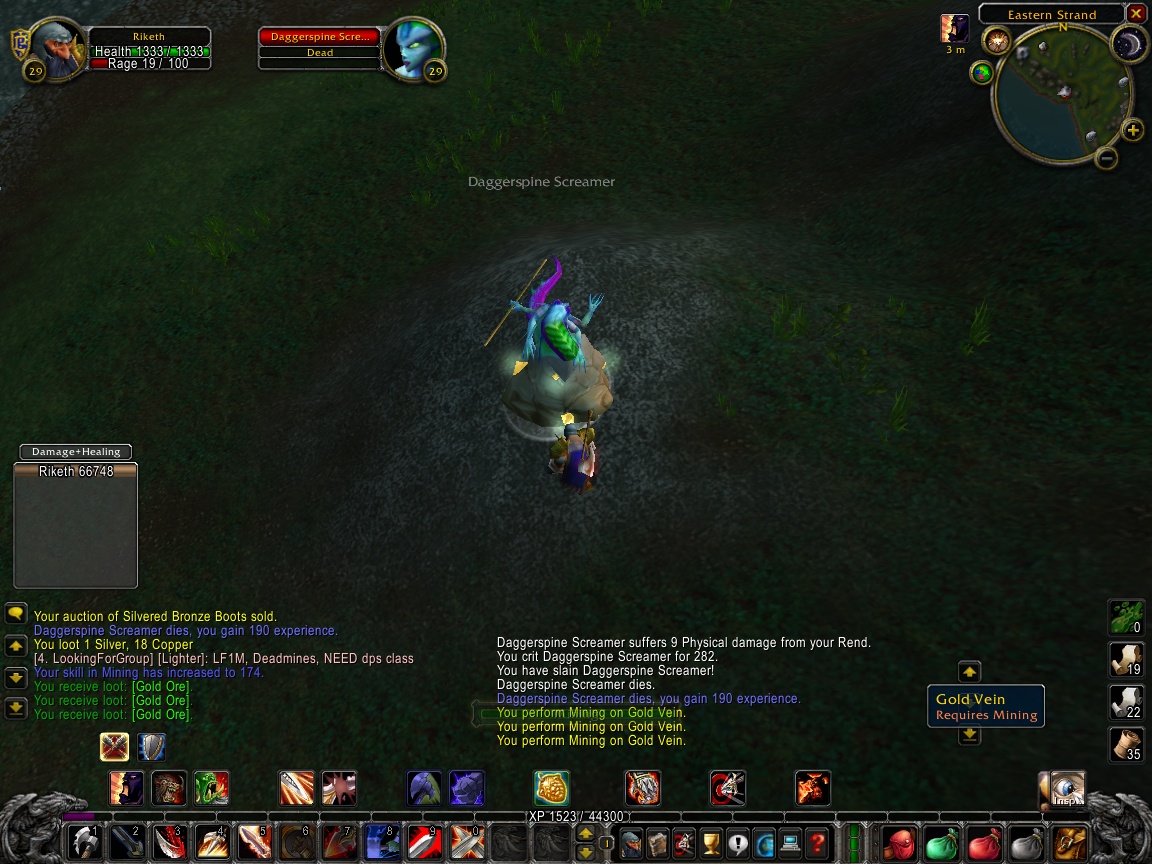 Riketh
Health 1333 / 1333
Rage 19 / 100
29
Daggerspine Scre...
Dead
29
3 m
Eastern Strand
N
Daggerspine Screamer
Damage+Healing
Riketh 66748
Your auction of Silvered Bronze Boots sold.
Daggerspine Screamer dies, you gain 190 experience.
You loot 1 Silver, 18 Copper
[4. LookingForGroup] [Lighter]: LF1M, Deadmines, NEED dps class
Your skill in Mining has increased to 174.
You receive loot: [Gold Ore].
You receive loot: [Gold Ore].
You receive loot: [Gold Ore].
Daggerspine Screamer suffers 9 Physical damage from your Rend.
You crit Daggerspine Screamer for 282.
You have slain Daggerspine Screamer!
Daggerspine Screamer dies.
Daggerspine Screamer dies, you gain 190 experience.
You perform Mining on Gold Vein.
You perform Mining on Gold Vein.
You perform Mining on Gold Vein.
Gold Vein
Requires Mining
0
19
22
35
Insp
XP 1523 / 44300
1 2 3 4 5 6 7 8 9 0
1